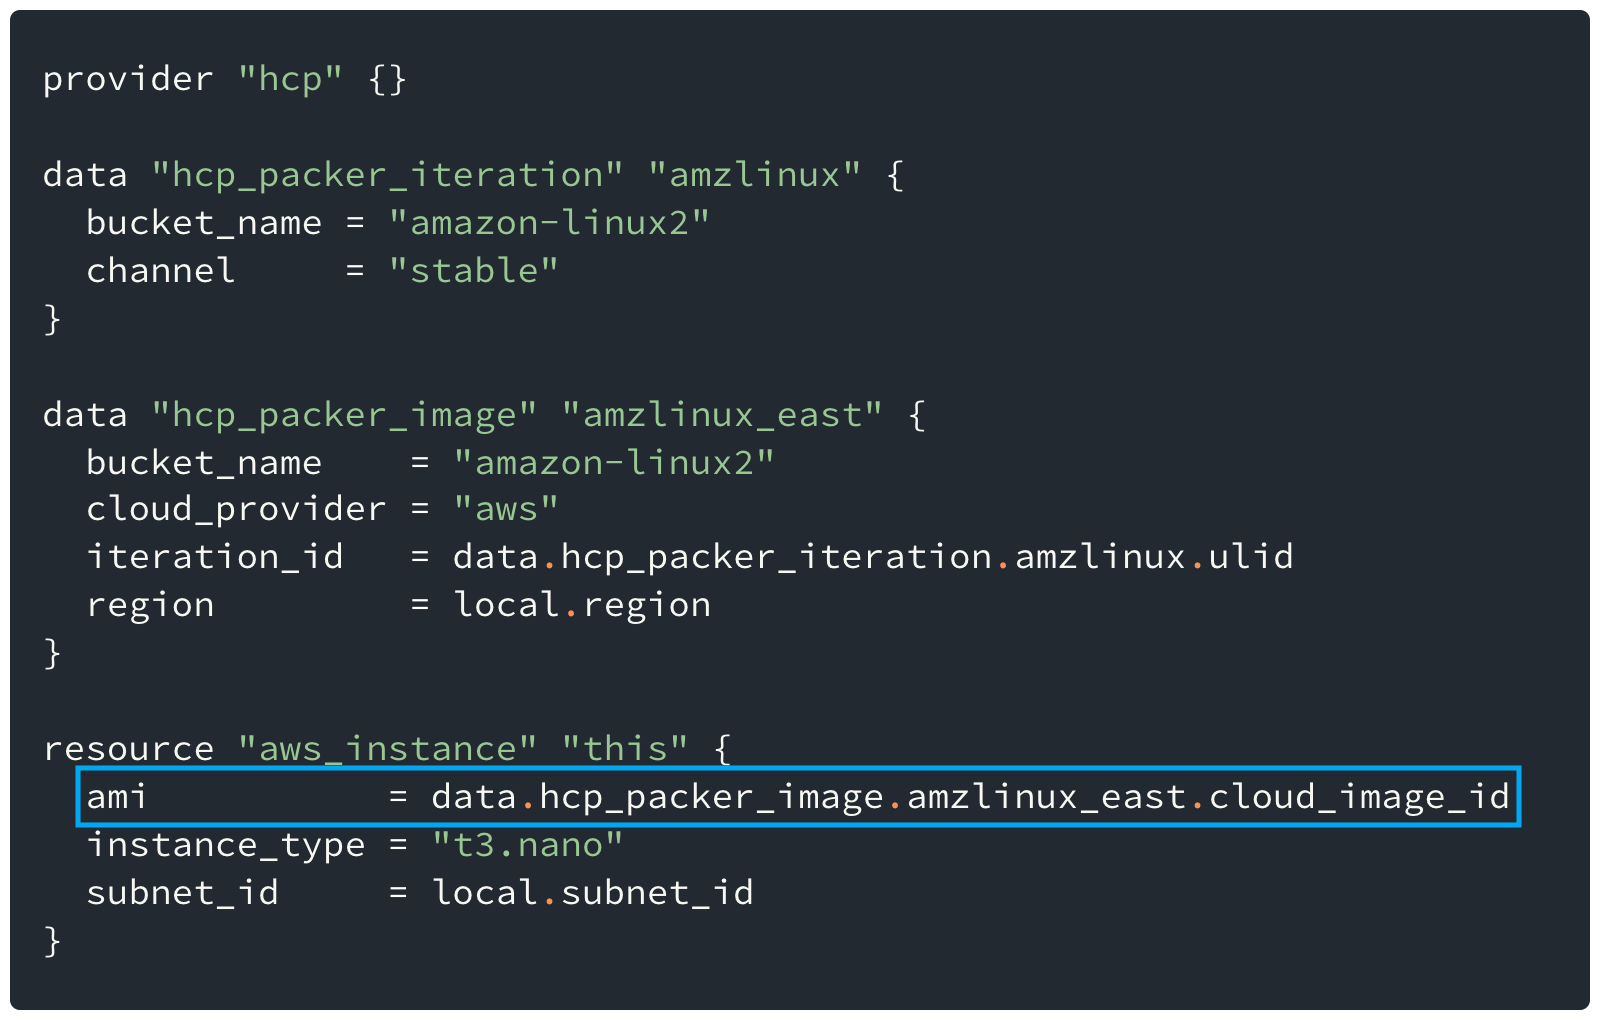 provider "hcp" {}
data "hcp_packer_iteration" "amzlinux" {
  bucket_name = "amazon-linux2"
  channel     = "stable"
}
data "hcp_packer_image" "amzlinux_east" {
  bucket_name    = "amazon-linux2"
  cloud_provider = "aws"
  iteration_id   = data.hcp_packer_iteration.amzlinux.ulid
  region         = local.region
}
resource "aws_instance" "this" {
  ami           = data.hcp_packer_image.amzlinux_east.cloud_image_id
  instance_type = "t3.nano"
  subnet_id     = local.subnet_id
}